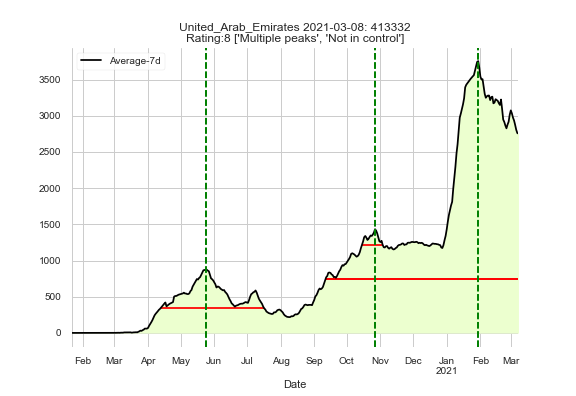 United_Arab_Emirates 2021-03-08: 413332
Rating:8 ['Multiple peaks', 'Not in control']
Average-7d
3500
3000
2500
2000
1500
1000
500
0
Feb Mar Apr May Jun Jul Aug Sep Oct Nov Dec Jan Feb Mar
2021
Date